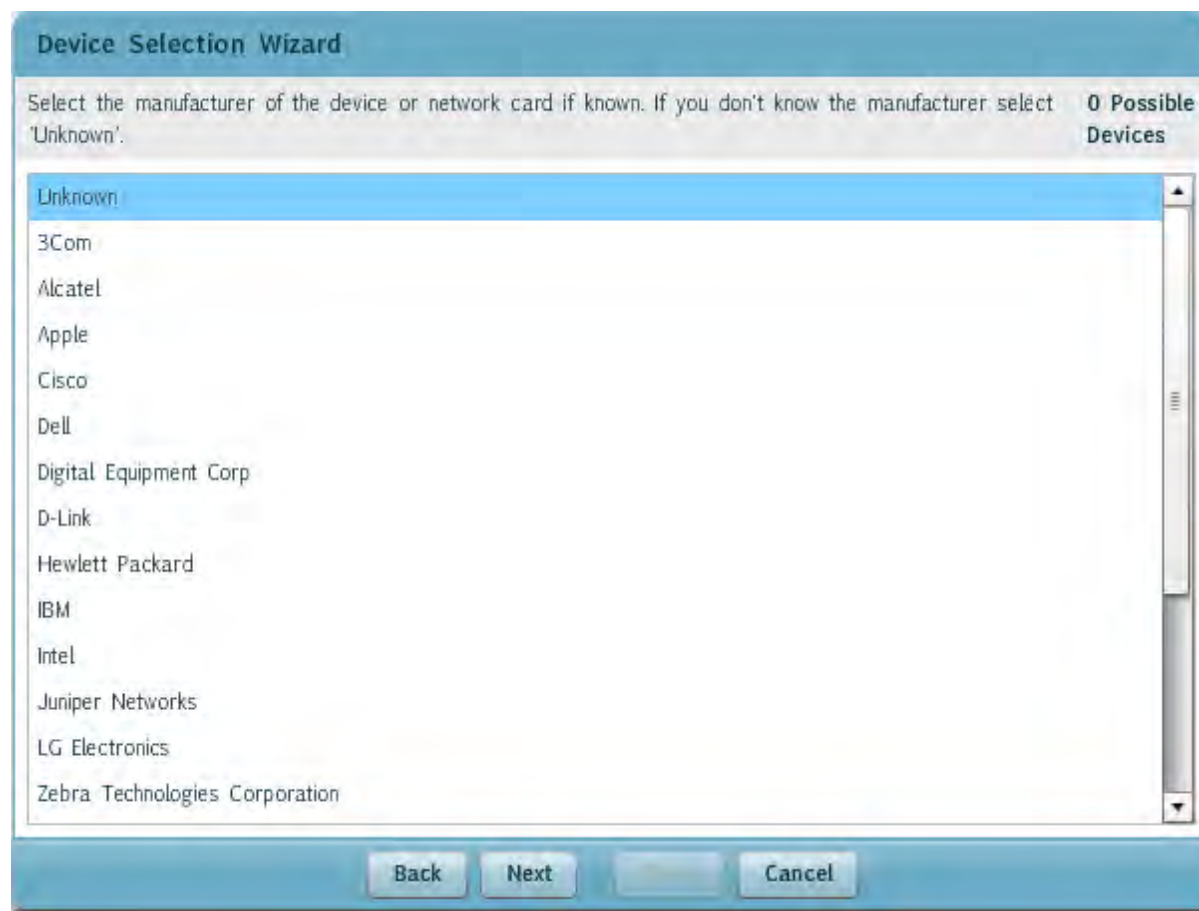 Device Selection Wizard
Select the manufacturer of the device or network card if known. If you don't know the manufacturer select
'Unknown'.
0 Possible
Devices
Unknown
3Com
Alcatel
Apple
Cisco
Dell
Digital Equipment Corp
D-Link
Hewlett Packard
IBM
Intel
Juniper Networks
LG Electronics
Zebra Technologies Corporation
Back Next Cancel